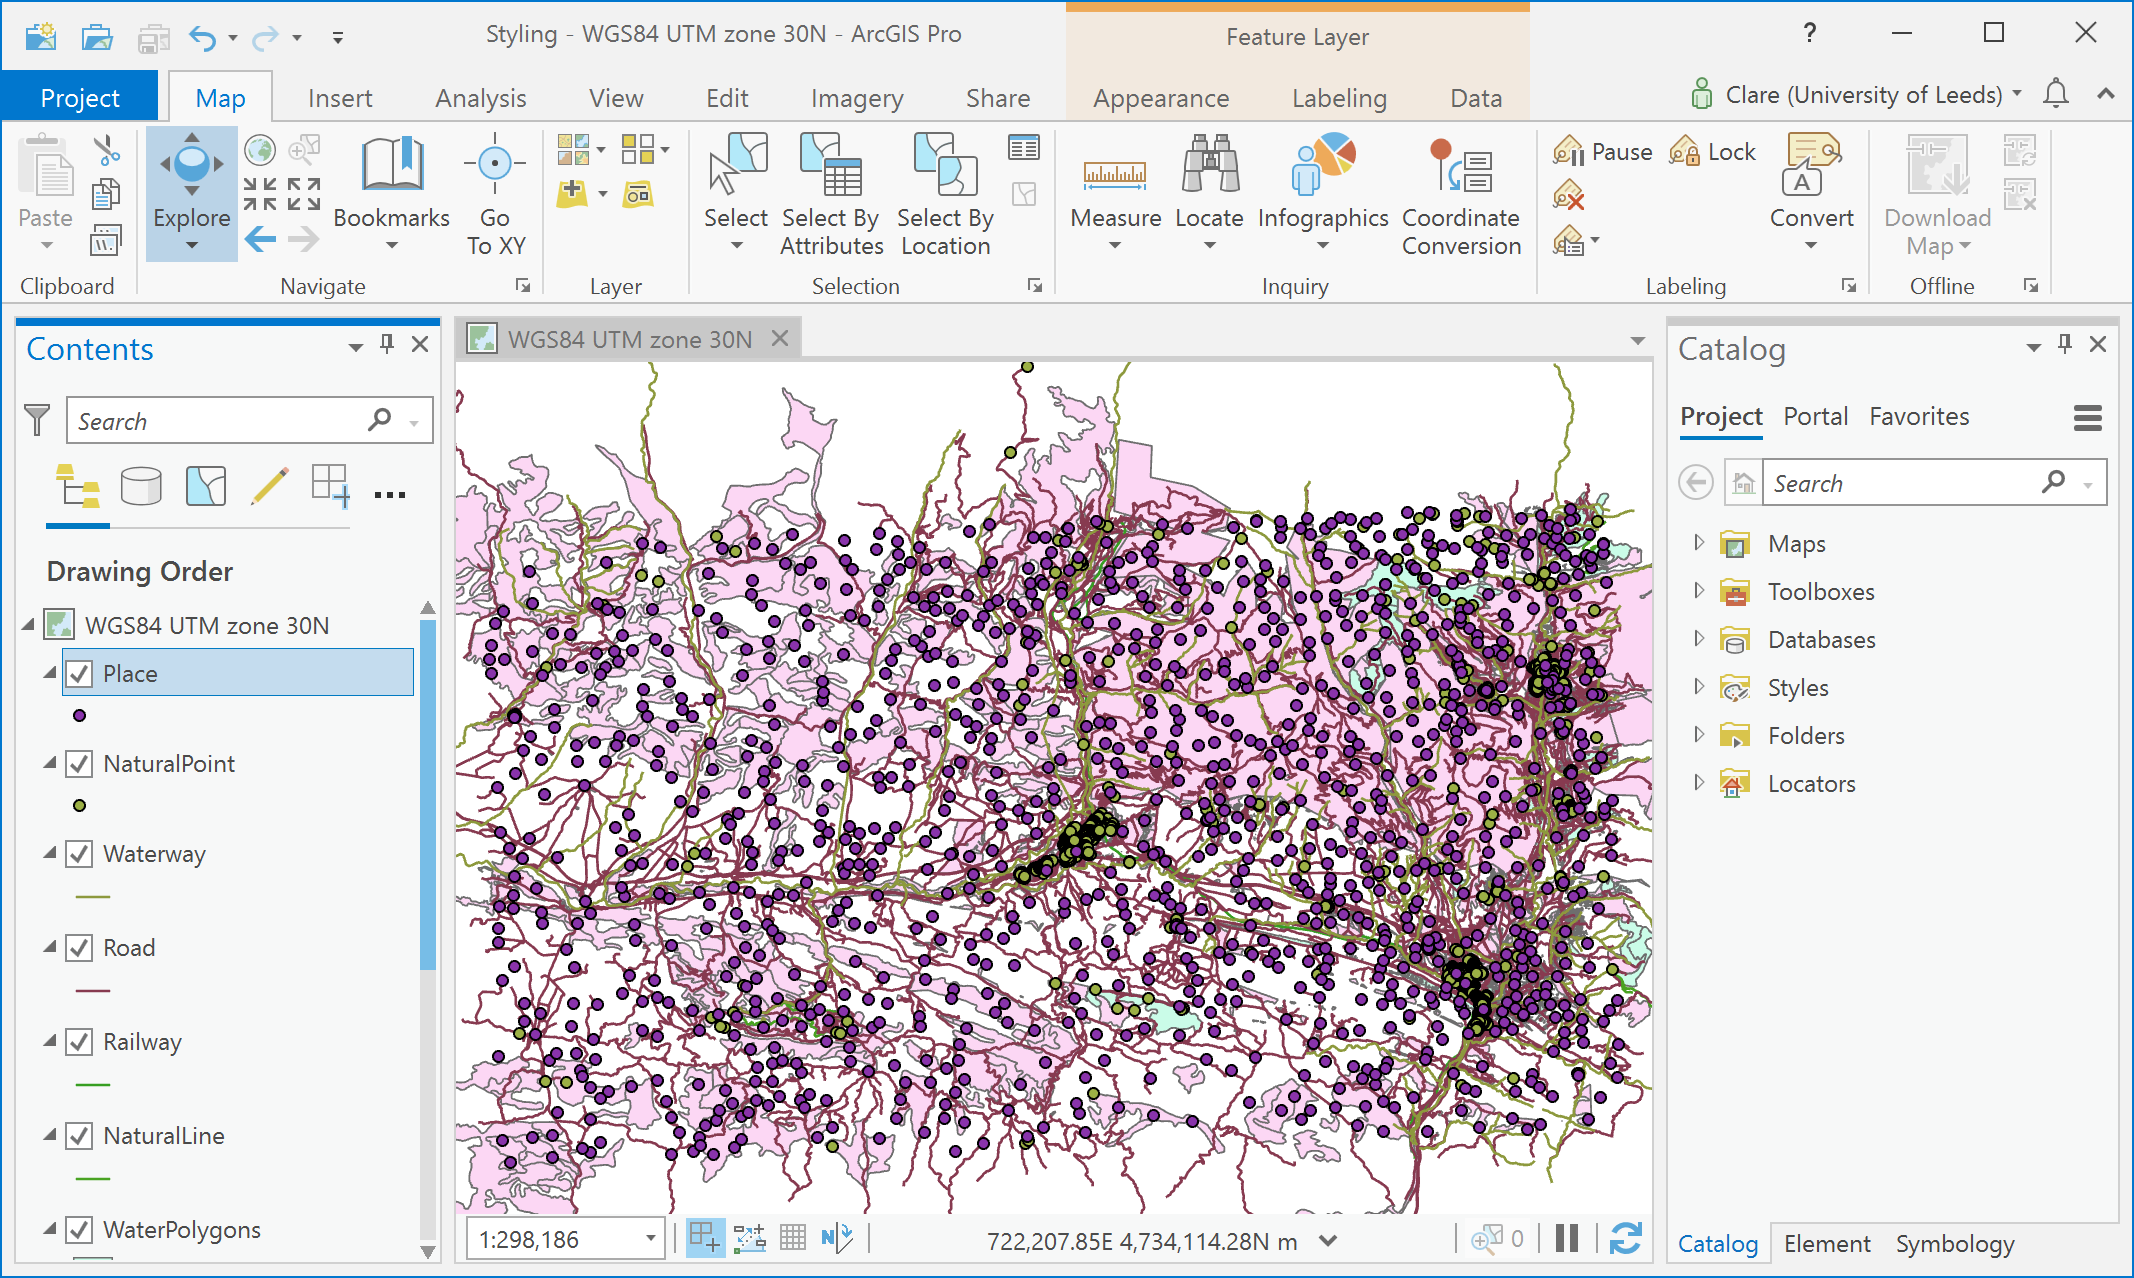 Styling - WGS84 UTM zone 30N - ArcGIS Pro
Feature Layer
?
Project
Map
Insert
Analysis
View
Edit
Imagery
Share
Appearance
Labeling
Data
Clare (University of Leeds)
Paste
Clipboard
Explore
Bookmarks
Go
To XY
Navigate
Layer
Select
Select By
Attributes
Select By
Location
Selection
Measure
Locate
Infographics
Coordinate
Conversion
Inquiry
Pause
Lock
A
Convert
Labeling
Download
Map
Offline
Contents
Search
Drawing Order
WGS84 UTM zone 30N
Place
NaturalPoint
Waterway
Road
Railway
NaturalLine
WaterPolygons
WGS84 UTM zone 30N
1:298,186
N
722,207.85E 4,734,114.28N m
0
Catalog
Project
Portal
Favorites
Search
Maps
Toolboxes
Databases
Styles
Folders
Locators
Catalog
Element
Symbology